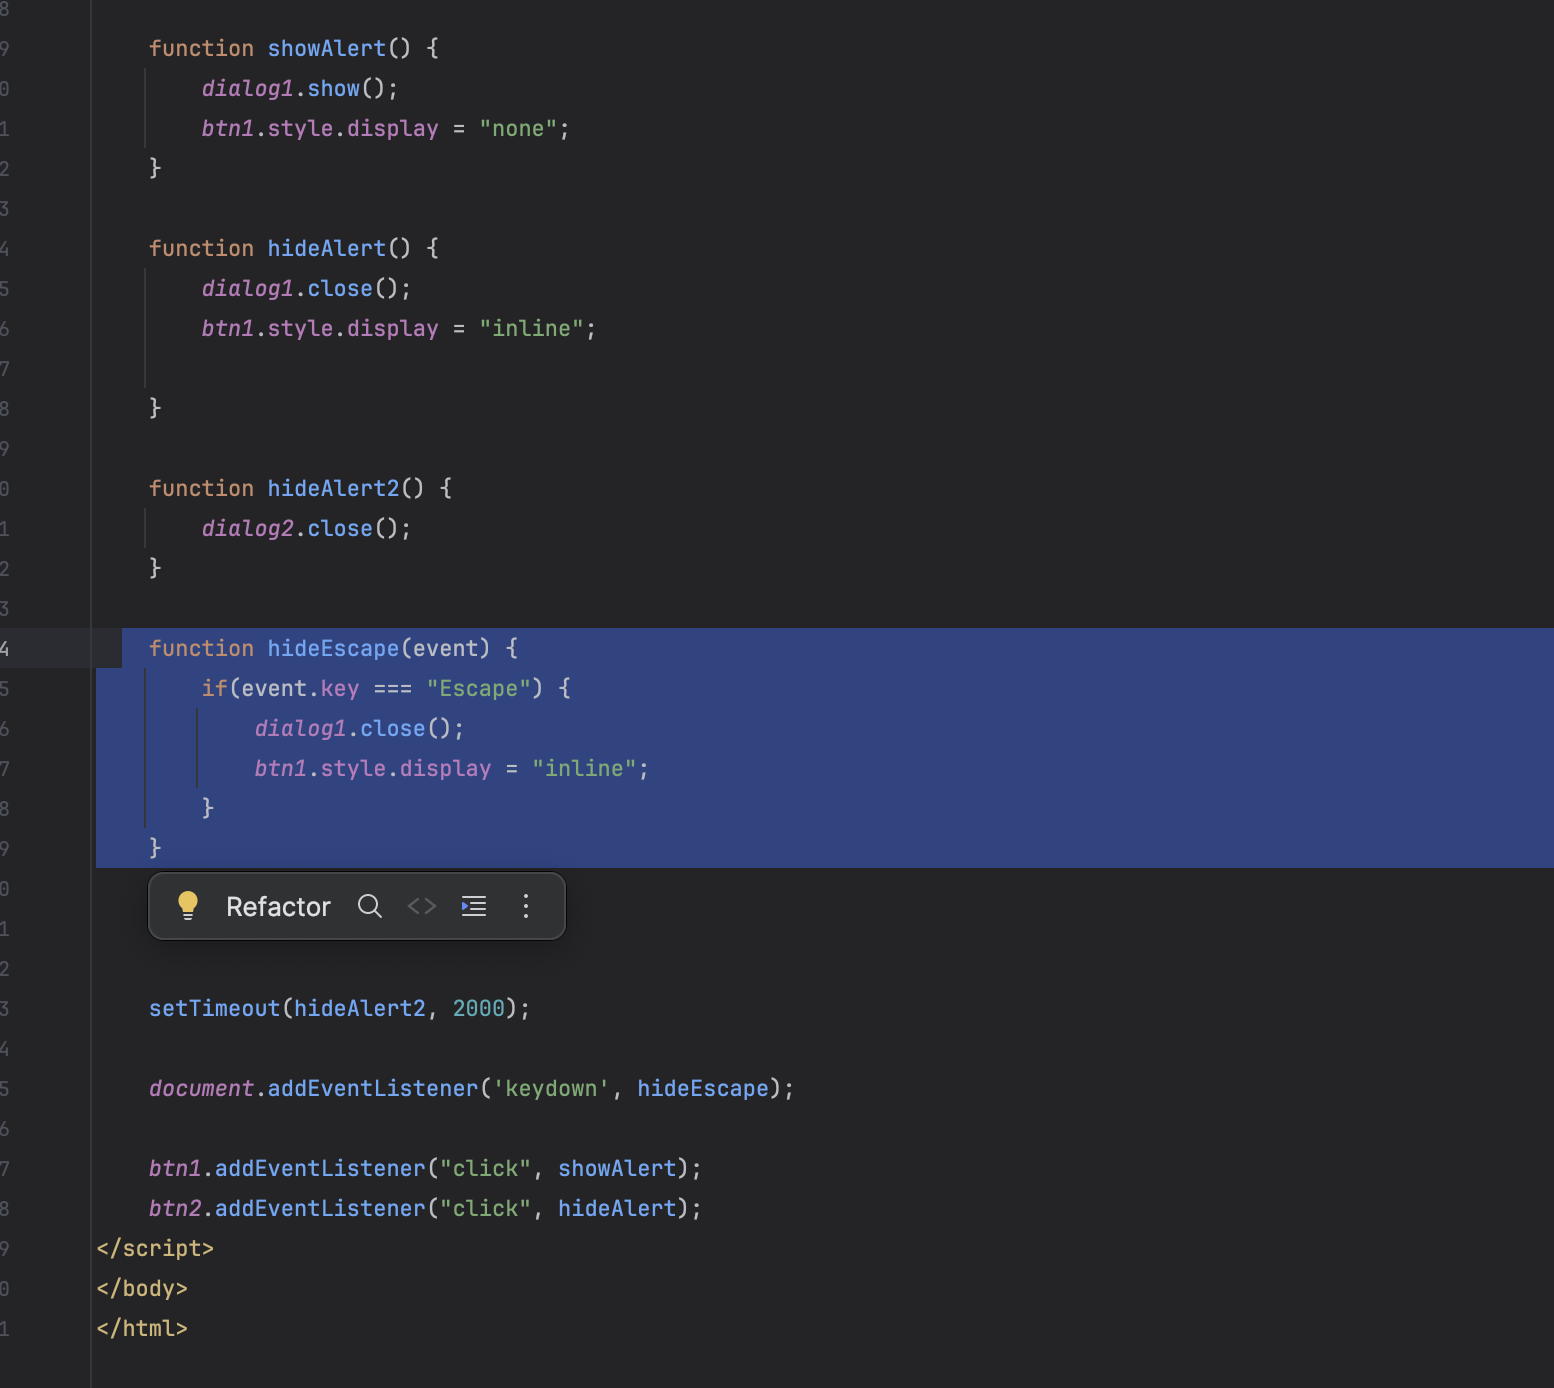 8
9 function showAlert() {
0 dialog1.show();
1 btn1.style.display = "none";
2 }
3
4 function hideAlert() {
5 dialog1.close();
6 btn1.style.display = "inline";
7
8 }
9
0 function hideAlert2() {
1 dialog2.close();
2 }
3
4 function hideEscape(event) {
5 if(event.key === "Escape") {
6 dialog1.close();
7 btn1.style.display = "inline";
8 }
9 }
0 Refactor
1
2
3 setTimeout(hideAlert2, 2000);
4
5 document.addEventListener('keydown', hideEscape);
6
7 btn1.addEventListener("click", showAlert);
8 btn2.addEventListener("click", hideAlert);
9 </script>
0 </body>
1 </html>